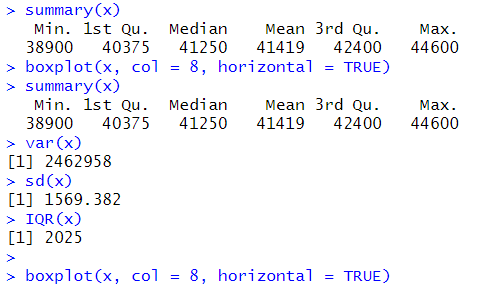 > summary(x)
   Min. 1st Qu.  Median    Mean 3rd Qu.    Max.
  38900   40375   41250   41419   42400   44600
> boxplot(x, col = 8, horizontal = TRUE)
> summary(x)
   Min. 1st Qu.  Median    Mean 3rd Qu.    Max.
  38900   40375   41250   41419   42400   44600
> var(x)
[1] 2462958
> sd(x)
[1] 1569.382
> IQR(x)
[1] 2025
>
> boxplot(x, col = 8, horizontal = TRUE)